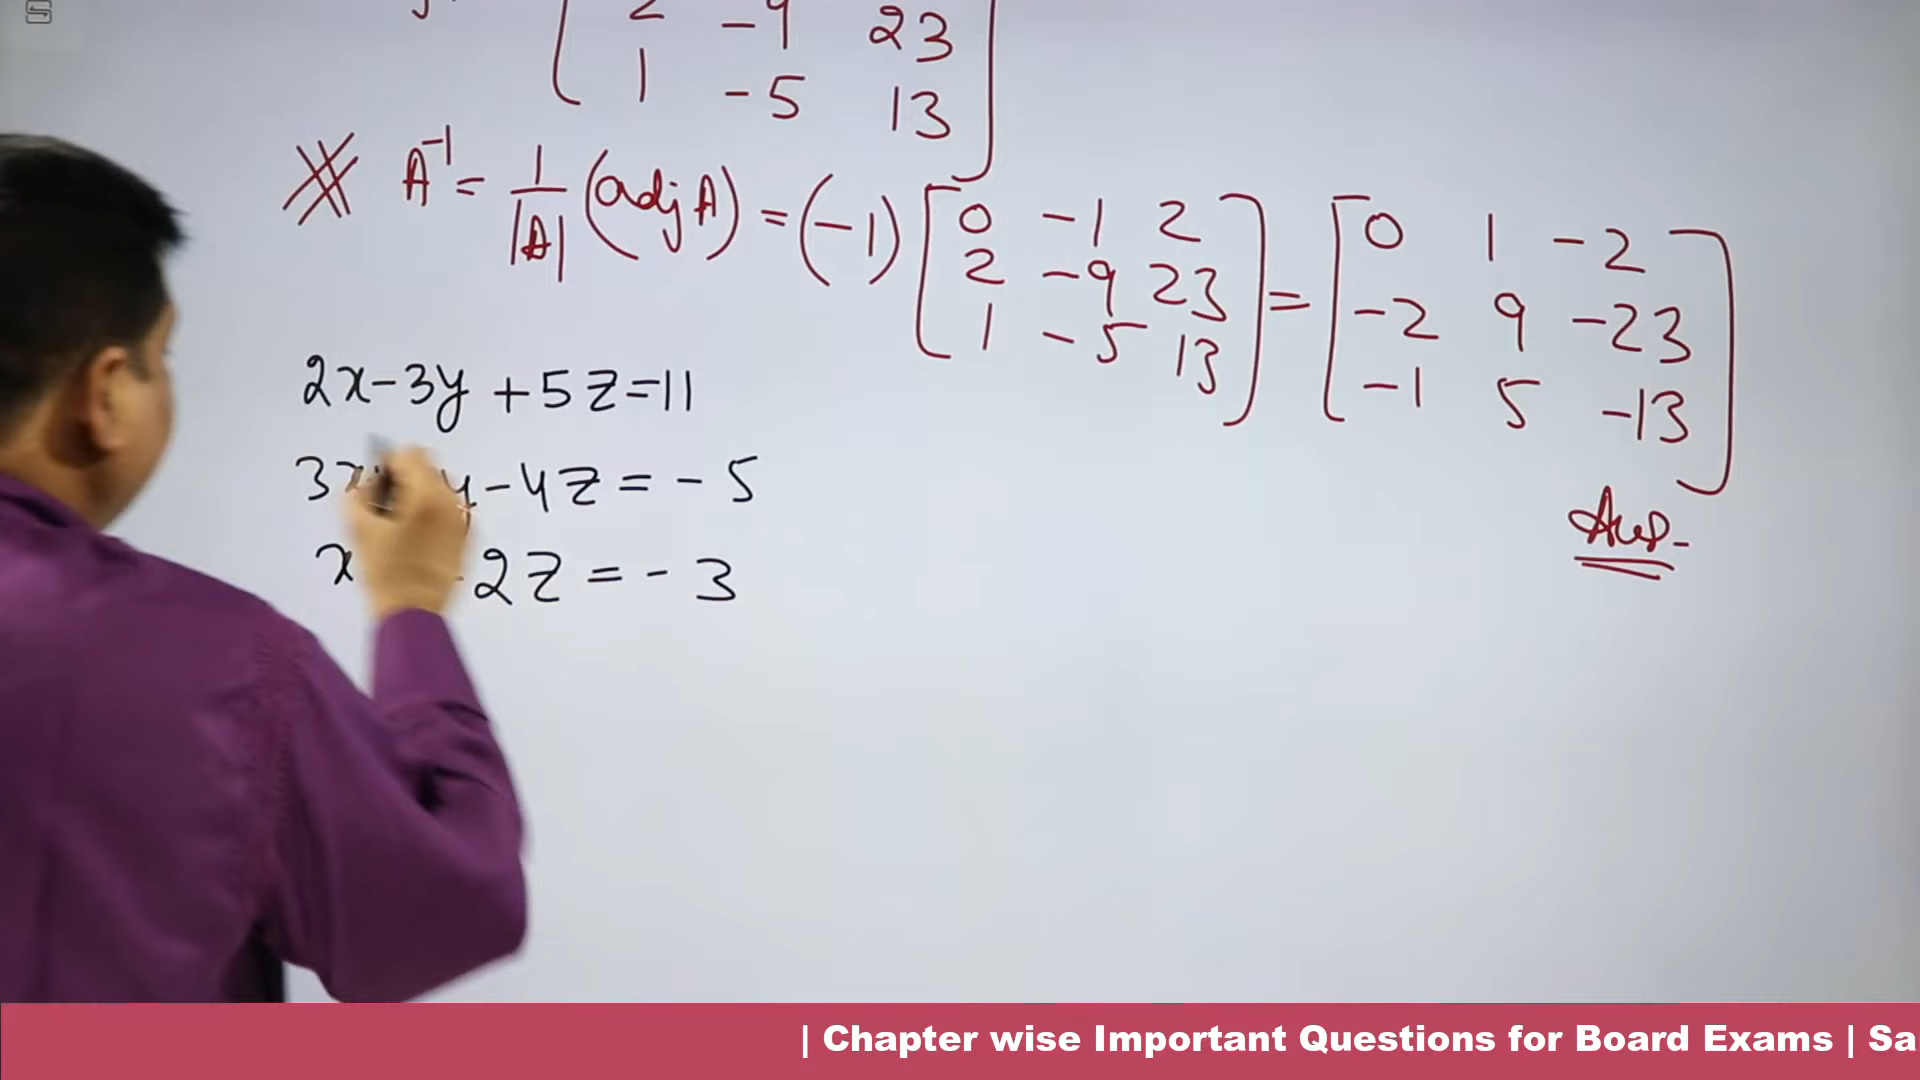 2 -9 23
1 -5 13
A⁻¹ = 1/|A| (adj A) = (-1) [0 -1 2 = [0 1 -2
2 -9 23 -2 9 -23
1 -5 13] -1 5 -13]
Ans.
2x-3y+5z=11
3x y-4z=-5
x -2z=-3
| Chapter wise Important Questions for Board Exams | Sa